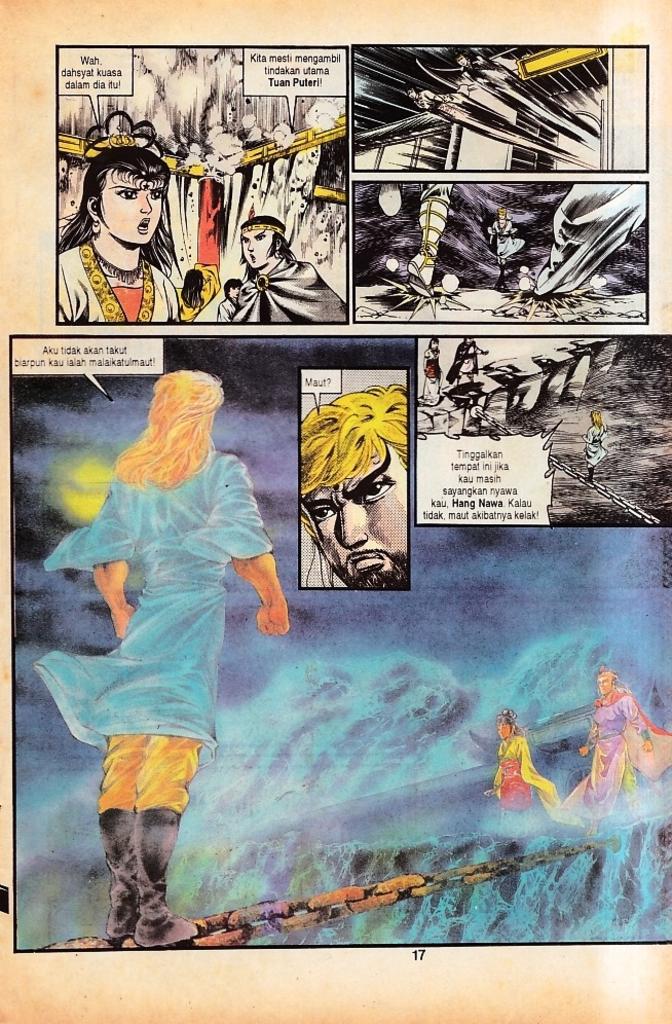 Wah,
dahsyat kuasa
dalam dia itu!
Kita mesti mengambil
tindakan utama
Tuan Puteri!
Aku tidak akan takut
biarpun kau ialah malaikatulmaut!
Maut?
Tinggalkan
tempat ini jika
kau masih
sayangkan nyawa
kau, Hang Nawa. Kalau
tidak, maut akibatnya kelak!
17